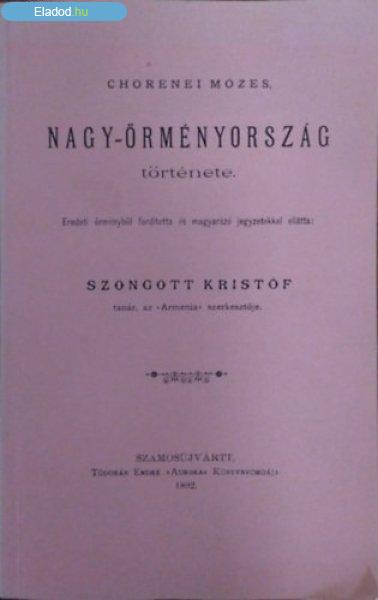 Eladod.hu
CHORENEI MÓZES,
NAGY-ÖRMÉNYORSZÁG
története.
Eredeti örményből fordította és magyarázó jegyzetekkel ellátta:
SZONGOTT KRISTÓF
tanár, az »Armenia« szerkesztője.
SZAMOSÚJVÁRTT,
TODORÁN ENDRE »AURORA« KÖNYVNYOMDÁJA
1892.